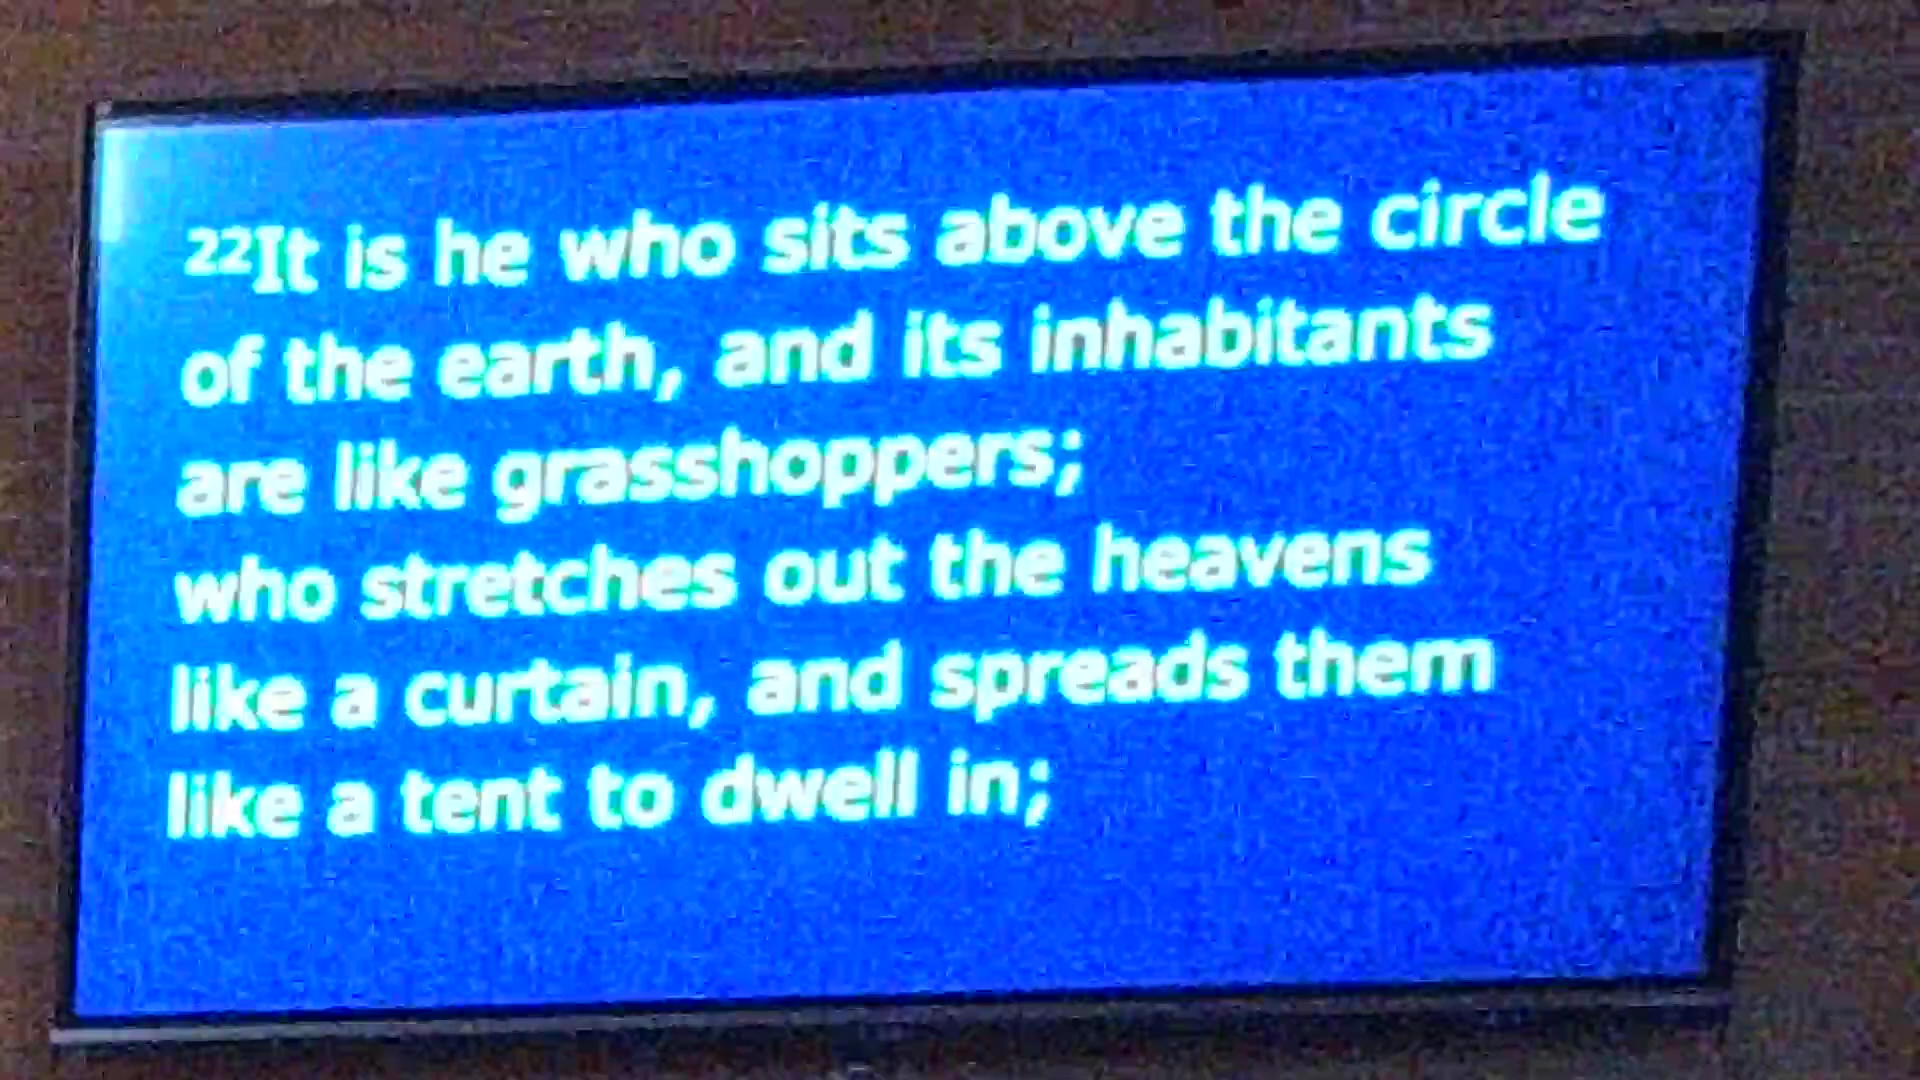 22It is he who sits above the circle
of the earth, and its inhabitants
are like grasshoppers;
who stretches out the heavens
like a curtain, and spreads them
like a tent to dwell in;